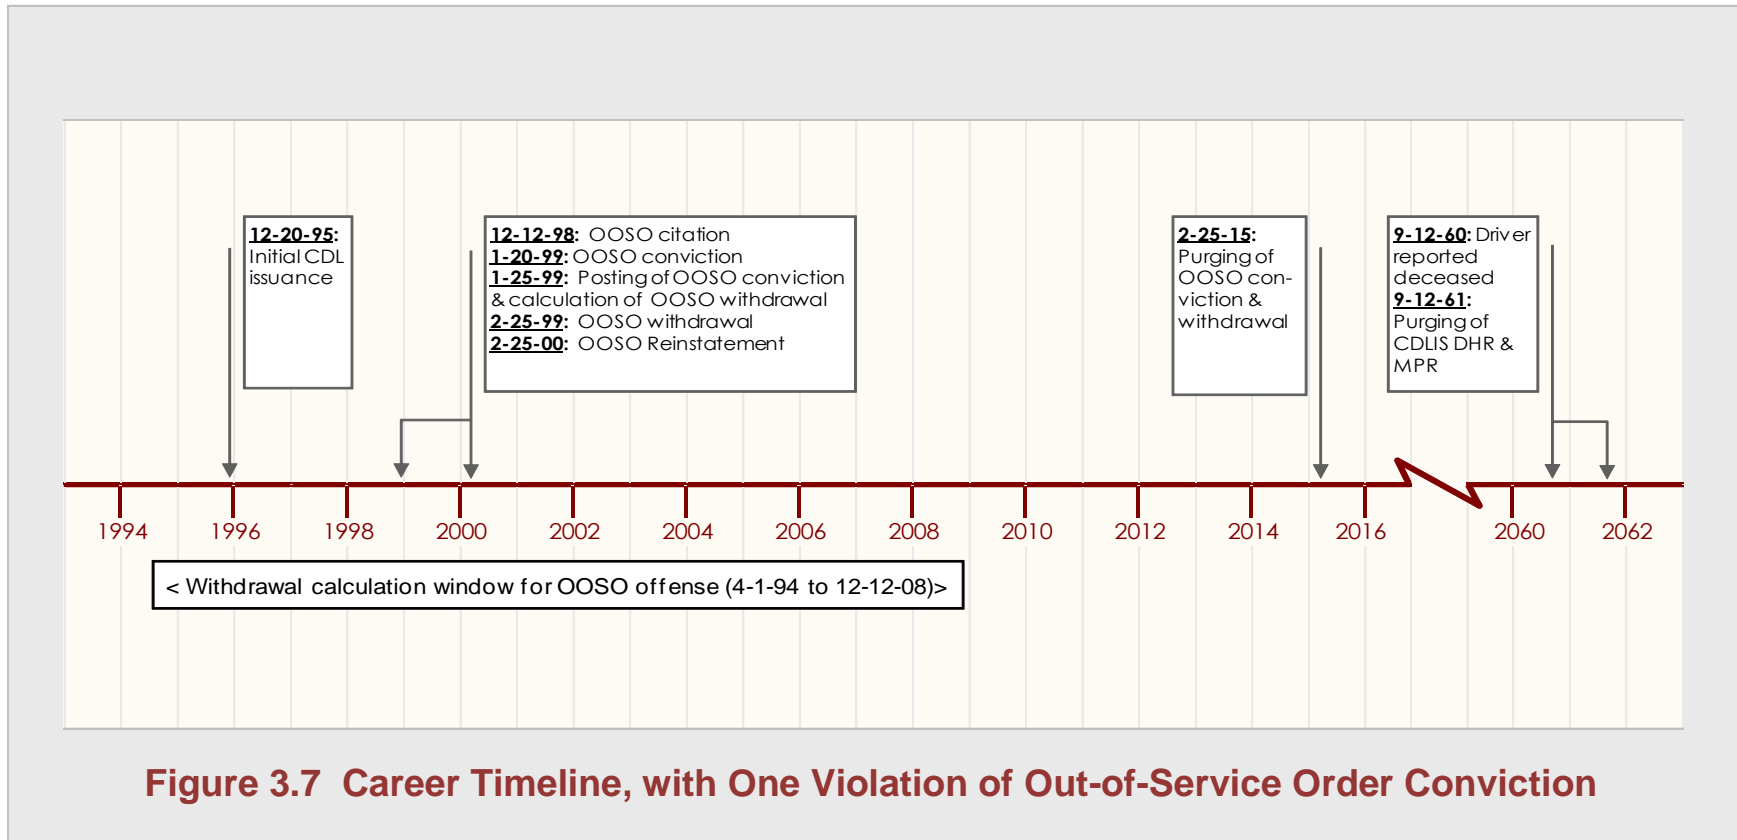 12-20-95:
Initial CDL
issuance
12-12-98: OOSO citation
1-20-99: OOSO conviction
1-25-99: Posting of OOSO conviction
& calculation of OOSO withdrawal
2-25-99: OOSO withdrawal
2-25-00: OOSO Reinstatement
2-25-15:
Purging of
OOSO con-
viction &
withdrawal
9-12-60: Driver
reported
deceased
9-12-61:
Purging of
CDLIS DHR &
MPR
1994 1996 1998 2000 2002 2004 2006 2008 2010 2012 2014 2016 2060 2062
< Withdrawal calculation window for OOSO offense (4-1-94 to 12-12-08)>
Figure 3.7 Career Timeline, with One Violation of Out-of-Service Order Conviction